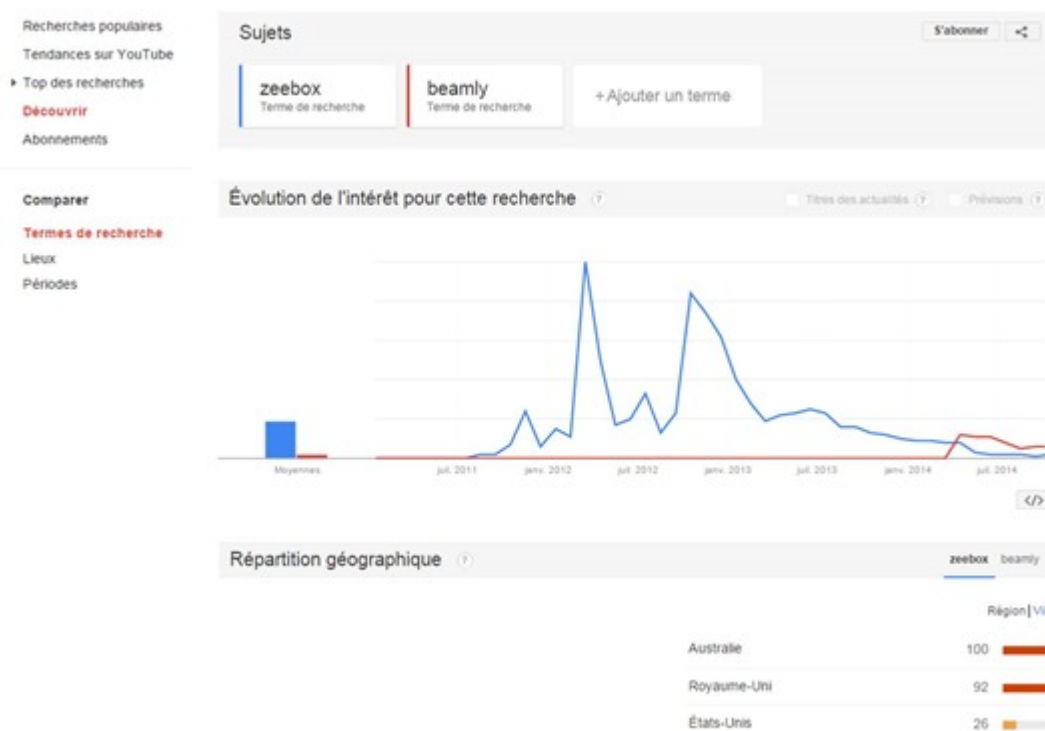 Recherches populaires
Tendances sur YouTube
Top des recherches
Découvrir
Abonnements
Comparer
Termes de recherche
Lieux
Périodes
Sujets
S'abonner
zeebox
Terme de recherche
beamly
Terme de recherche
+Ajouter un terme
Évolution de l'intérêt pour cette recherche ?
Titres des actualités ?
Prévisions ?
Moyennes
juil. 2011
janv. 2012
juil. 2012
janv. 2013
juil. 2013
janv. 2014
juil. 2014
</>
Répartition géographique ?
zeebox beamly
Région|
Australie 100
Royaume-Uni 92
États-Unis 26